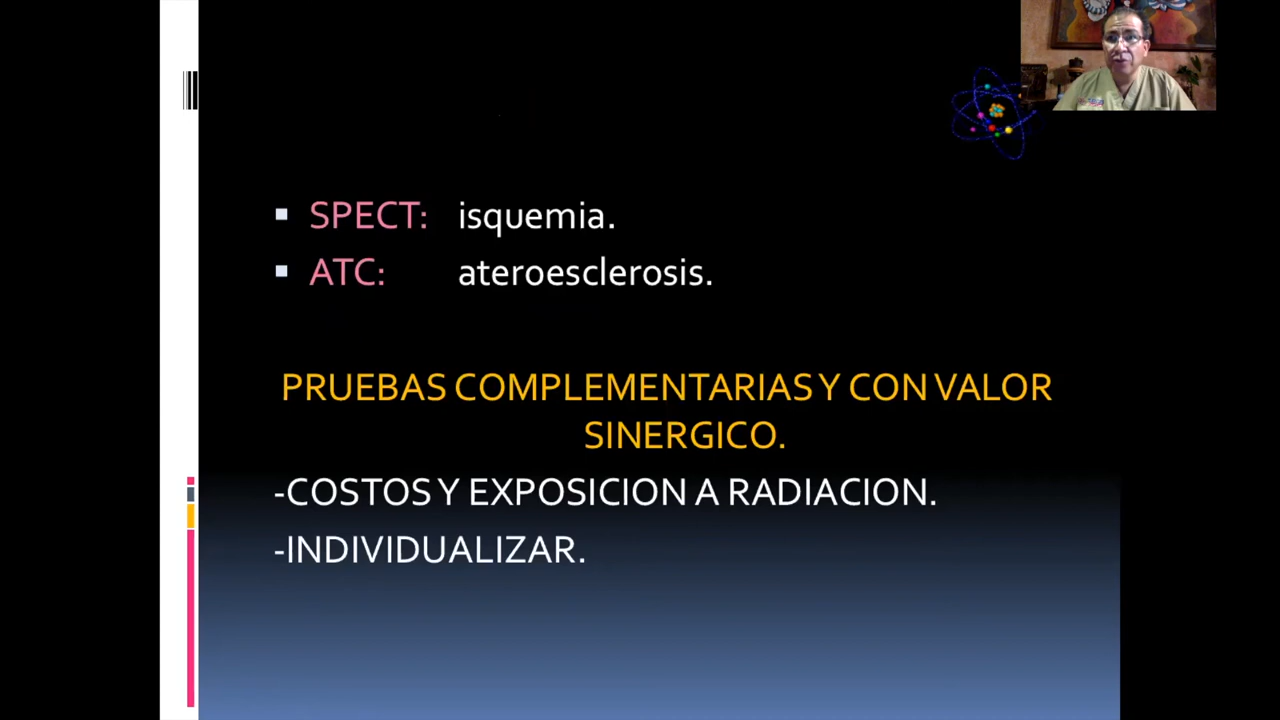 SPECT: isquemia.
ATC: ateroesclerosis.
PRUEBAS COMPLEMENTARIAS Y CON VALOR
SINERGICO.
-COSTOS Y EXPOSICION A RADIACION.
-INDIVIDUALIZAR.